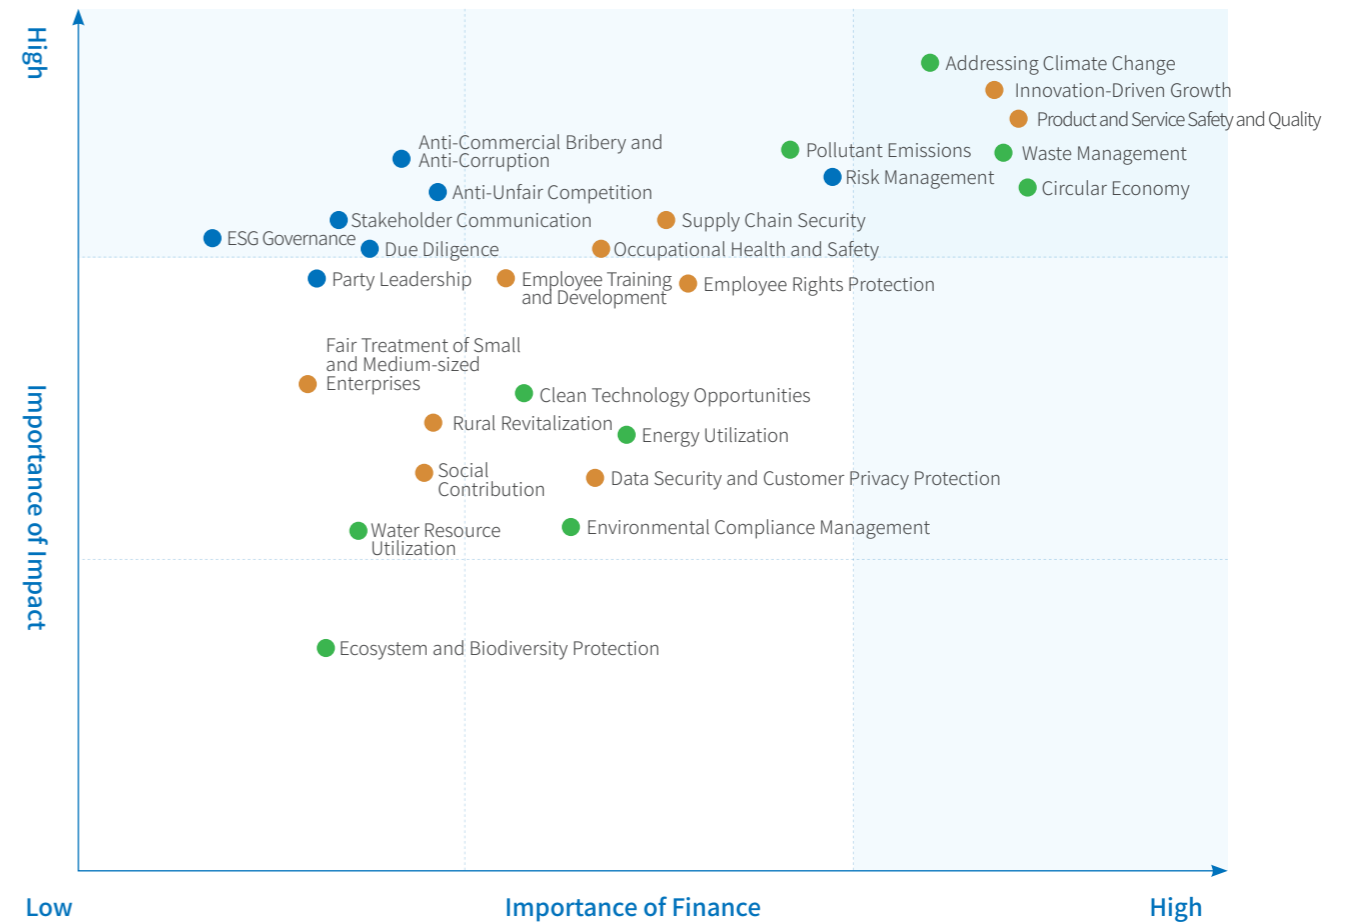 High
Addressing Climate Change
Innovation-Driven Growth
Product and Service Safety and Quality
Anti-Commercial Bribery and
Anti-Corruption
Pollutant Emissions
Waste Management
Risk Management
Circular Economy
Anti-Unfair Competition
Stakeholder Communication
Supply Chain Security
ESG Governance
Due Diligence
Occupational Health and Safety
Party Leadership
Employee Training
and Development
Employee Rights Protection
Fair Treatment of Small
and Medium-sized
Enterprises
Clean Technology Opportunities
Rural Revitalization
Energy Utilization
Social
Contribution
Data Security and Customer Privacy Protection
Water Resource
Utilization
Environmental Compliance Management
Importance of Impact
Ecosystem and Biodiversity Protection
Low
Importance of Finance
High